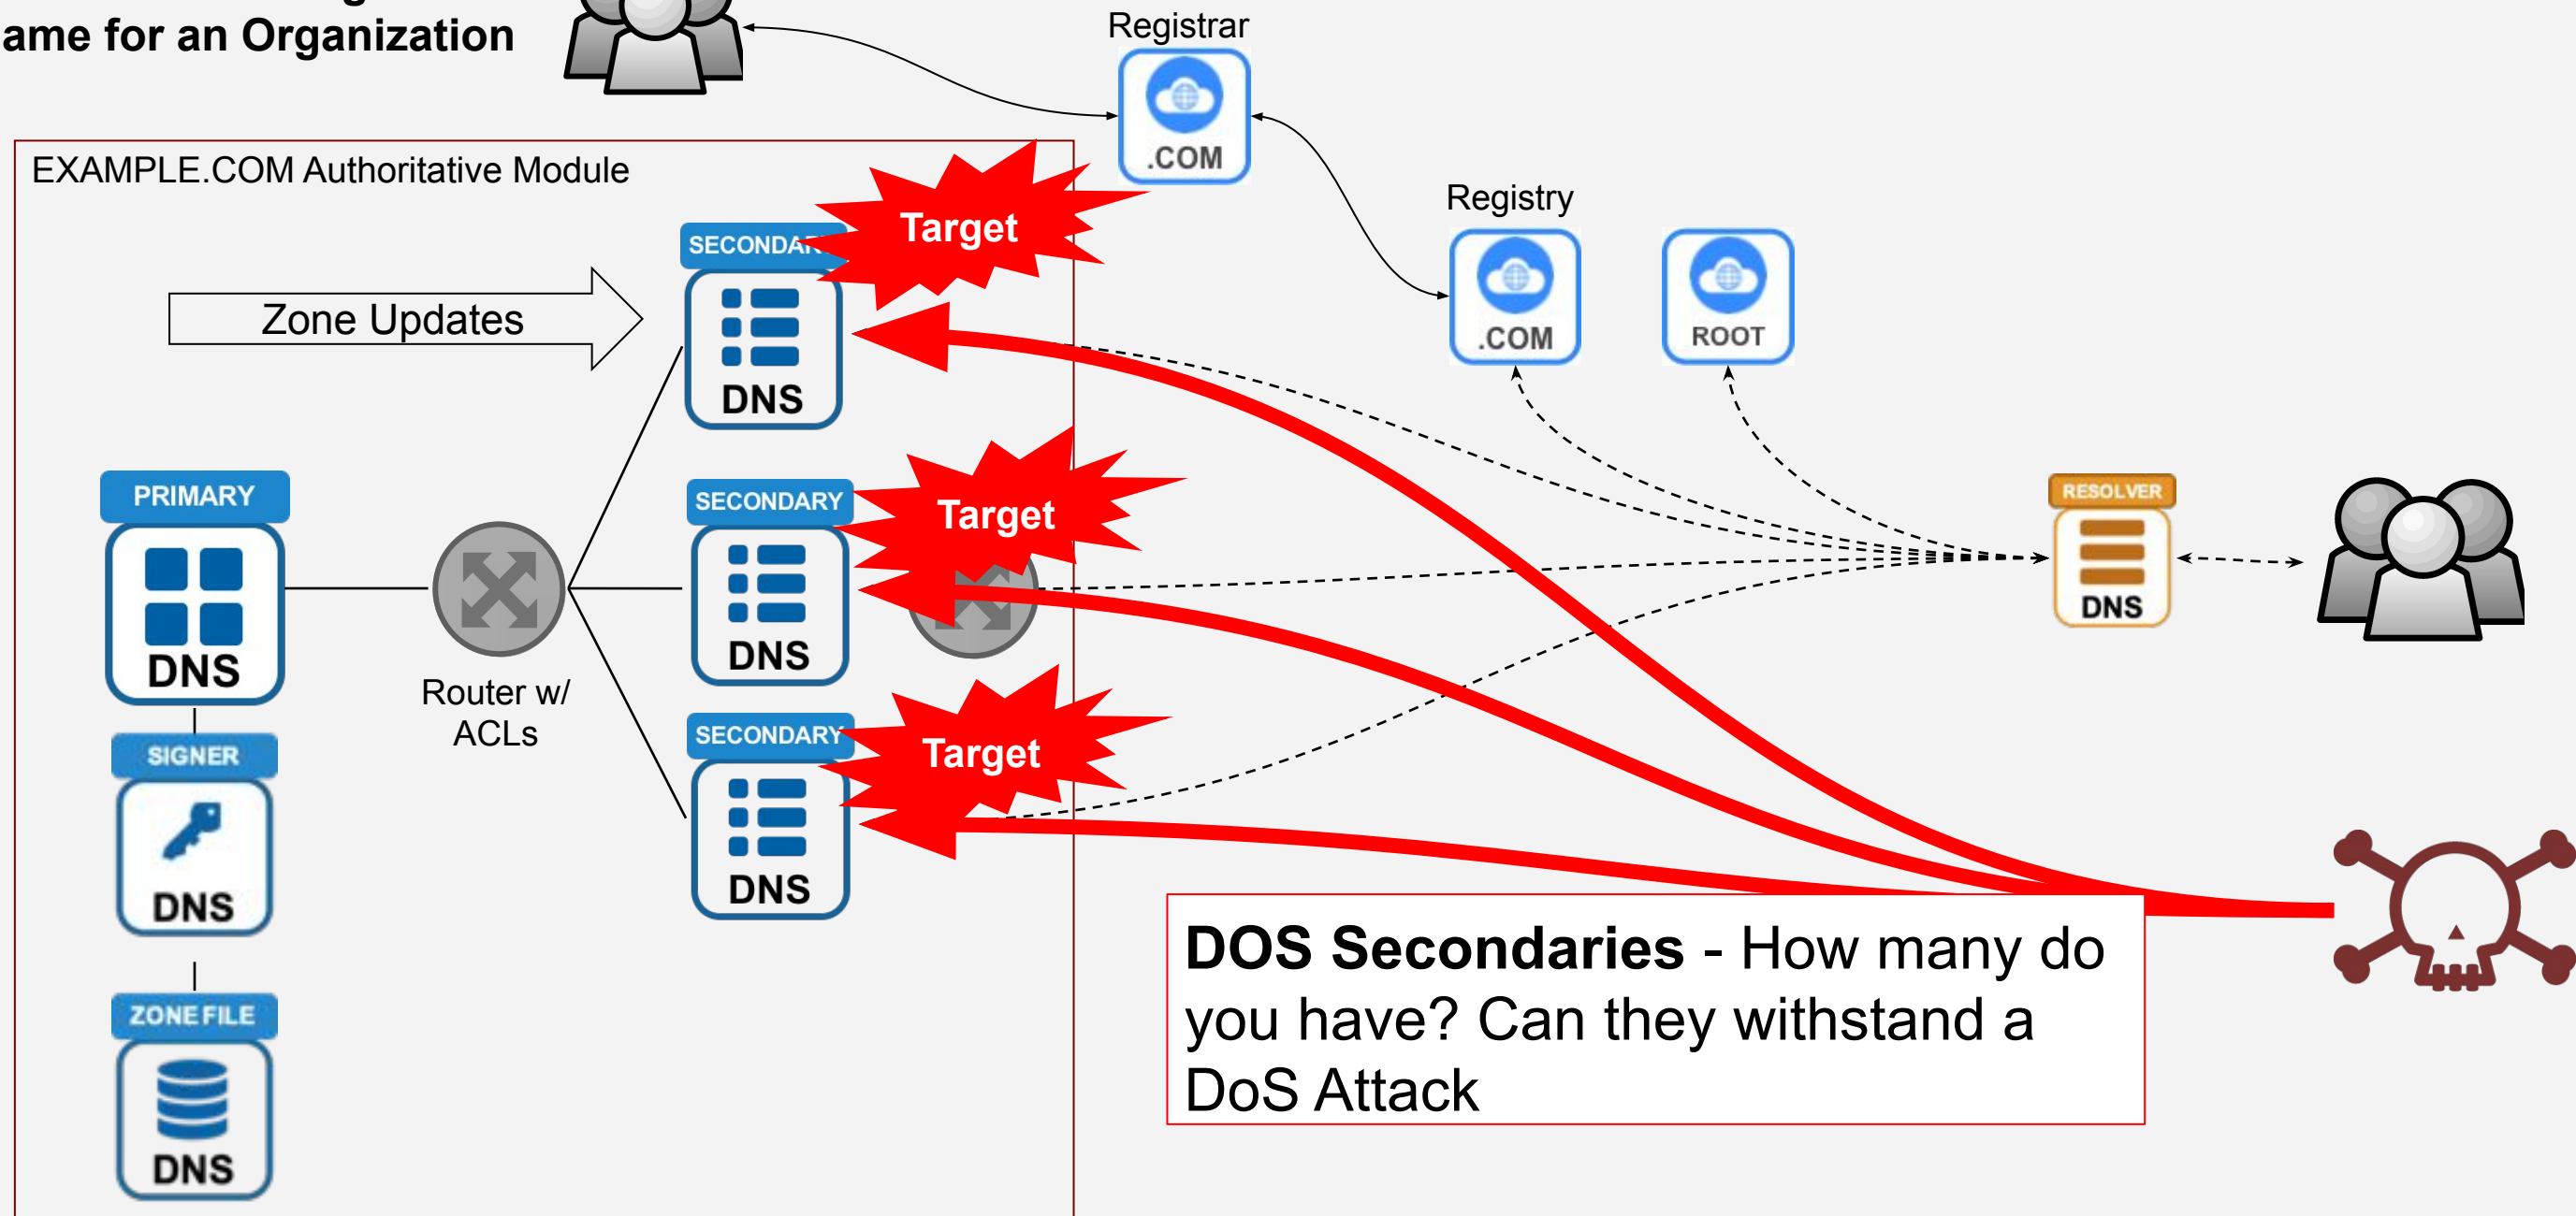 ame for an Organization
Registrar
.COM
EXAMPLE.COM Authoritative Module
Registry
.COM
ROOT
Target
Zone Updates
DNS
PRIMARY
DNS
Router w/
ACLs
SECONDARY
DNS
Target
RESOLVER
DNS
SIGNER
DNS
SECONDARY
DNS
Target
ZONE FILE
DNS
DOS Secondaries - How many do
you have? Can they withstand a
DoS Attack